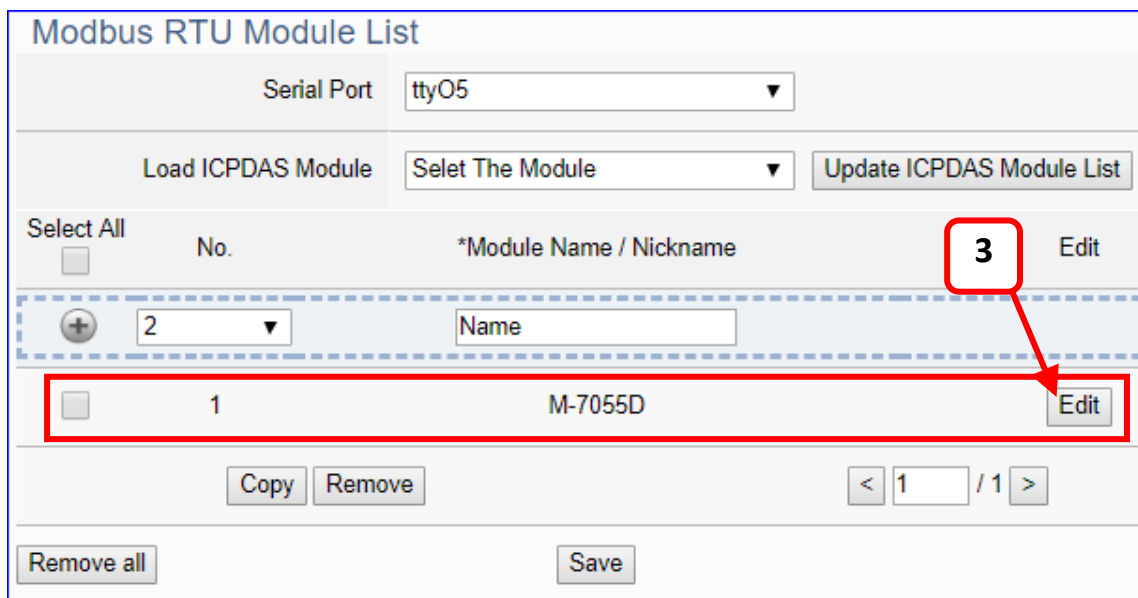 Modbus RTU Module List
Serial Port ttyO5 ▼
Load ICPDAS Module Selet The Module ▼ Update ICPDAS Module List
Select All No. *Module Name / Nickname 3 Edit
2 ▼ Name
1 M-7055D Edit
Copy Remove < 1 / 1 >
Remove all Save